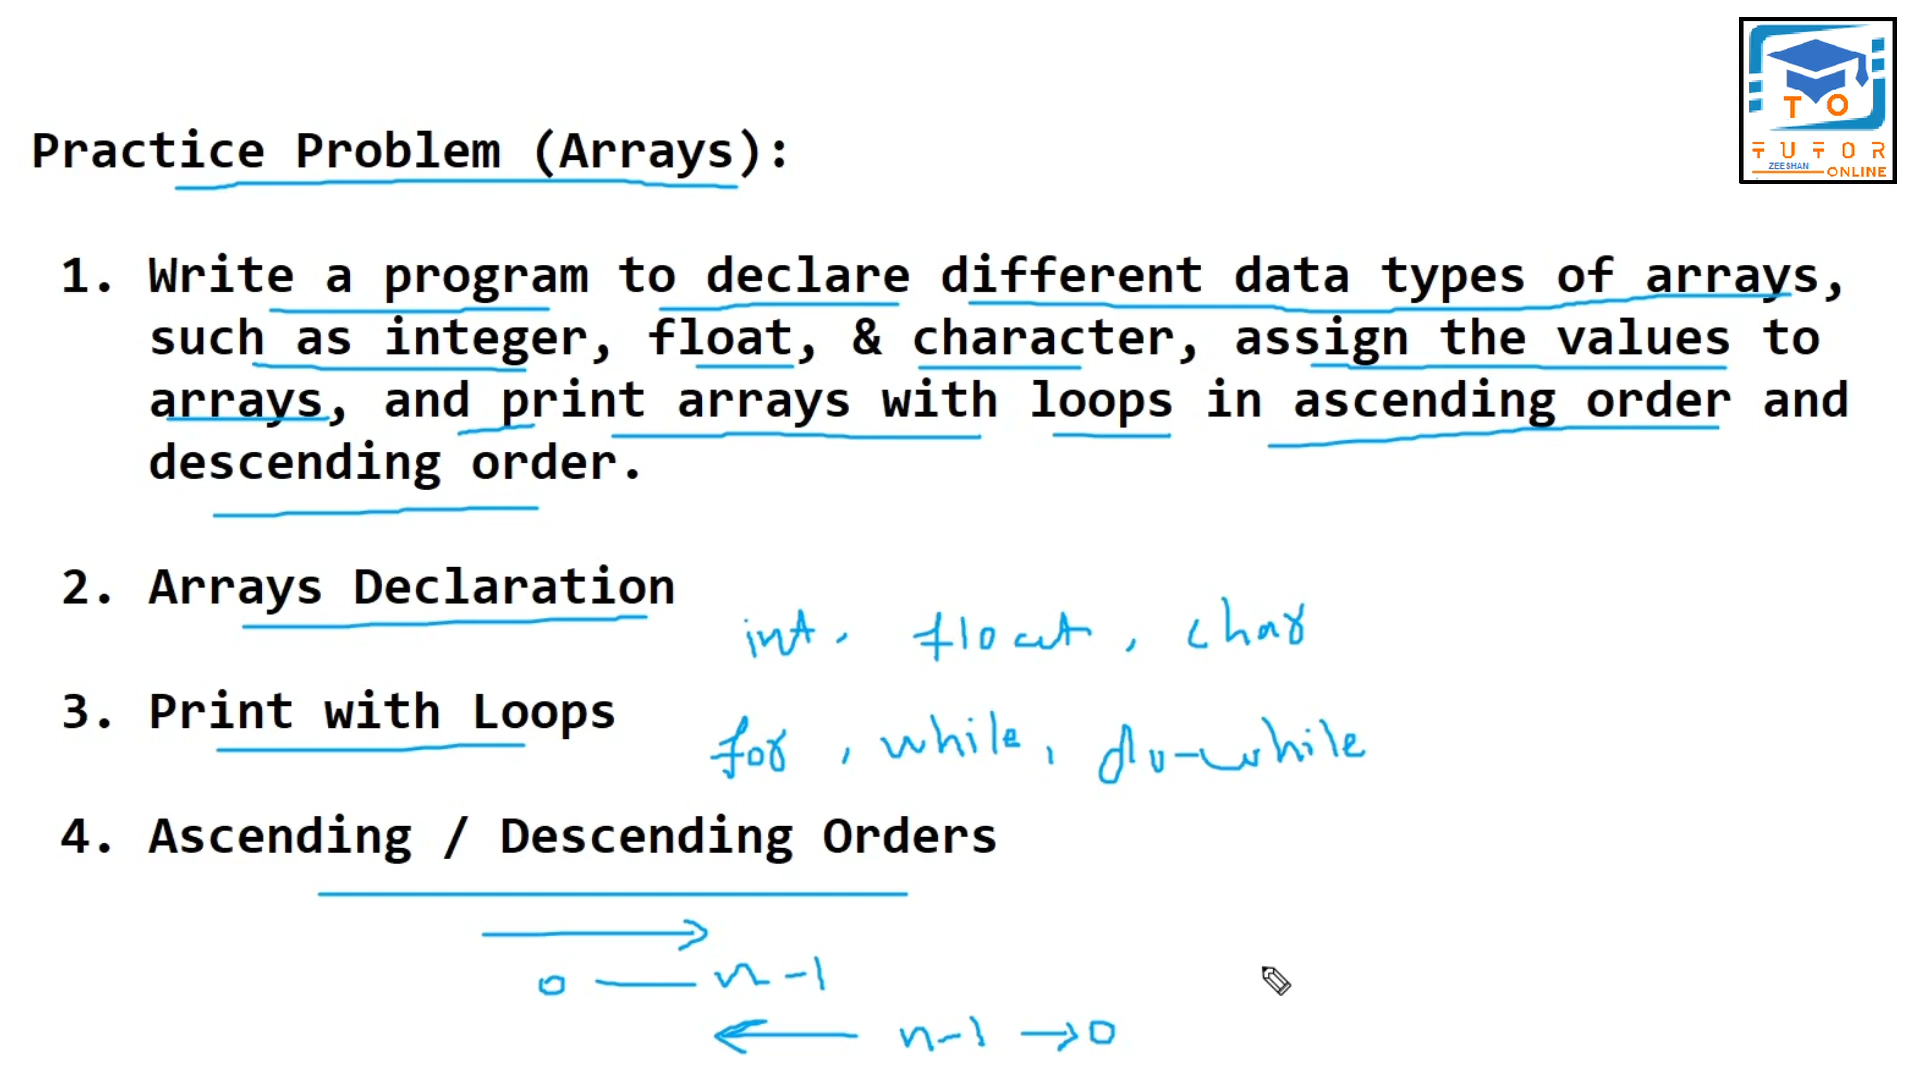 T O
T U T O R
ZEESHAN ONLINE
Practice Problem (Arrays):
1. Write a program to declare different data types of arrays,
such as integer, float, & character, assign the values to
arrays, and print arrays with loops in ascending order and
descending order.
2. Arrays Declaration
int, float, char
3. Print with Loops
for, while, do-while
4. Ascending / Descending Orders
0 — n-1
← n-1 → 0